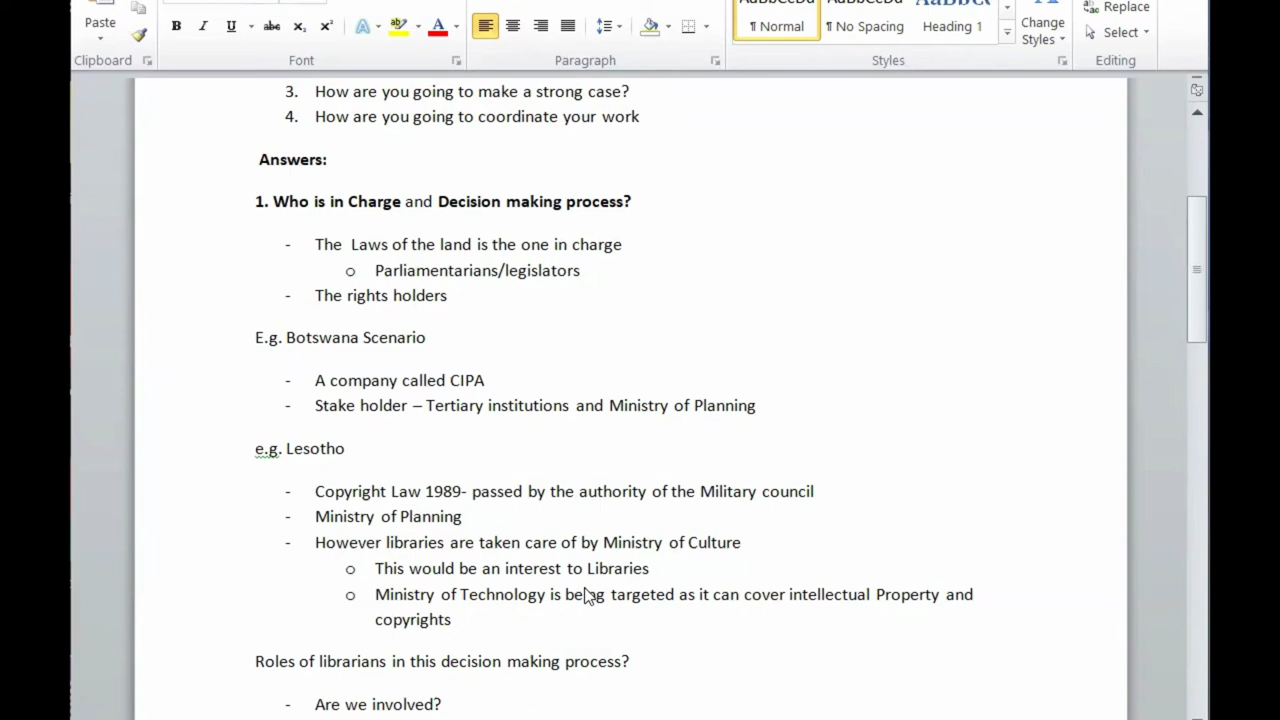 AaBbCcDd AaBbCcDd AaBbCc
Paste
B I U abc x₂ x² A ab A
¶ Normal ¶ No Spacing Heading 1
Change Styles
Replace
Select
Clipboard Font Paragraph Styles Editing
3. How are you going to make a strong case?
4. How are you going to coordinate your work
Answers:
1. Who is in Charge and Decision making process?
- The Laws of the land is the one in charge
o Parliamentarians/legislators
- The rights holders
E.g. Botswana Scenario
- A company called CIPA
- Stake holder – Tertiary institutions and Ministry of Planning
e.g. Lesotho
- Copyright Law 1989- passed by the authority of the Military council
- Ministry of Planning
- However libraries are taken care of by Ministry of Culture
o This would be an interest to Libraries
o Ministry of Technology is being targeted as it can cover intellectual Property and
copyrights
Roles of librarians in this decision making process?
- Are we involved?